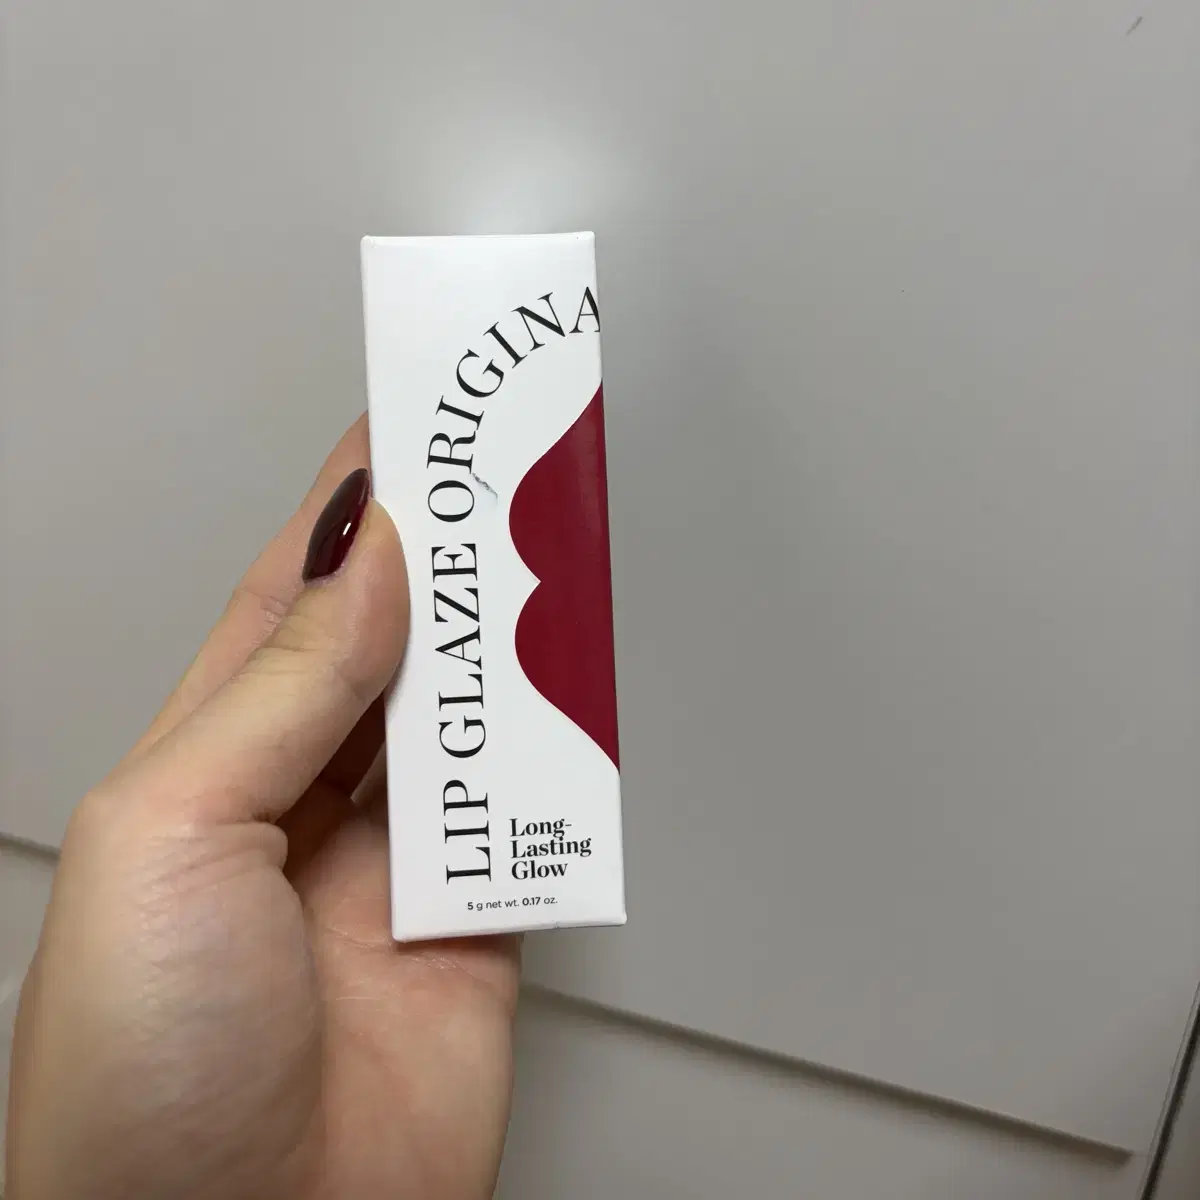 LIP GLAZE ORIGINA
Long-
Lasting
Glow
5 g net wt. 0.17 oz.